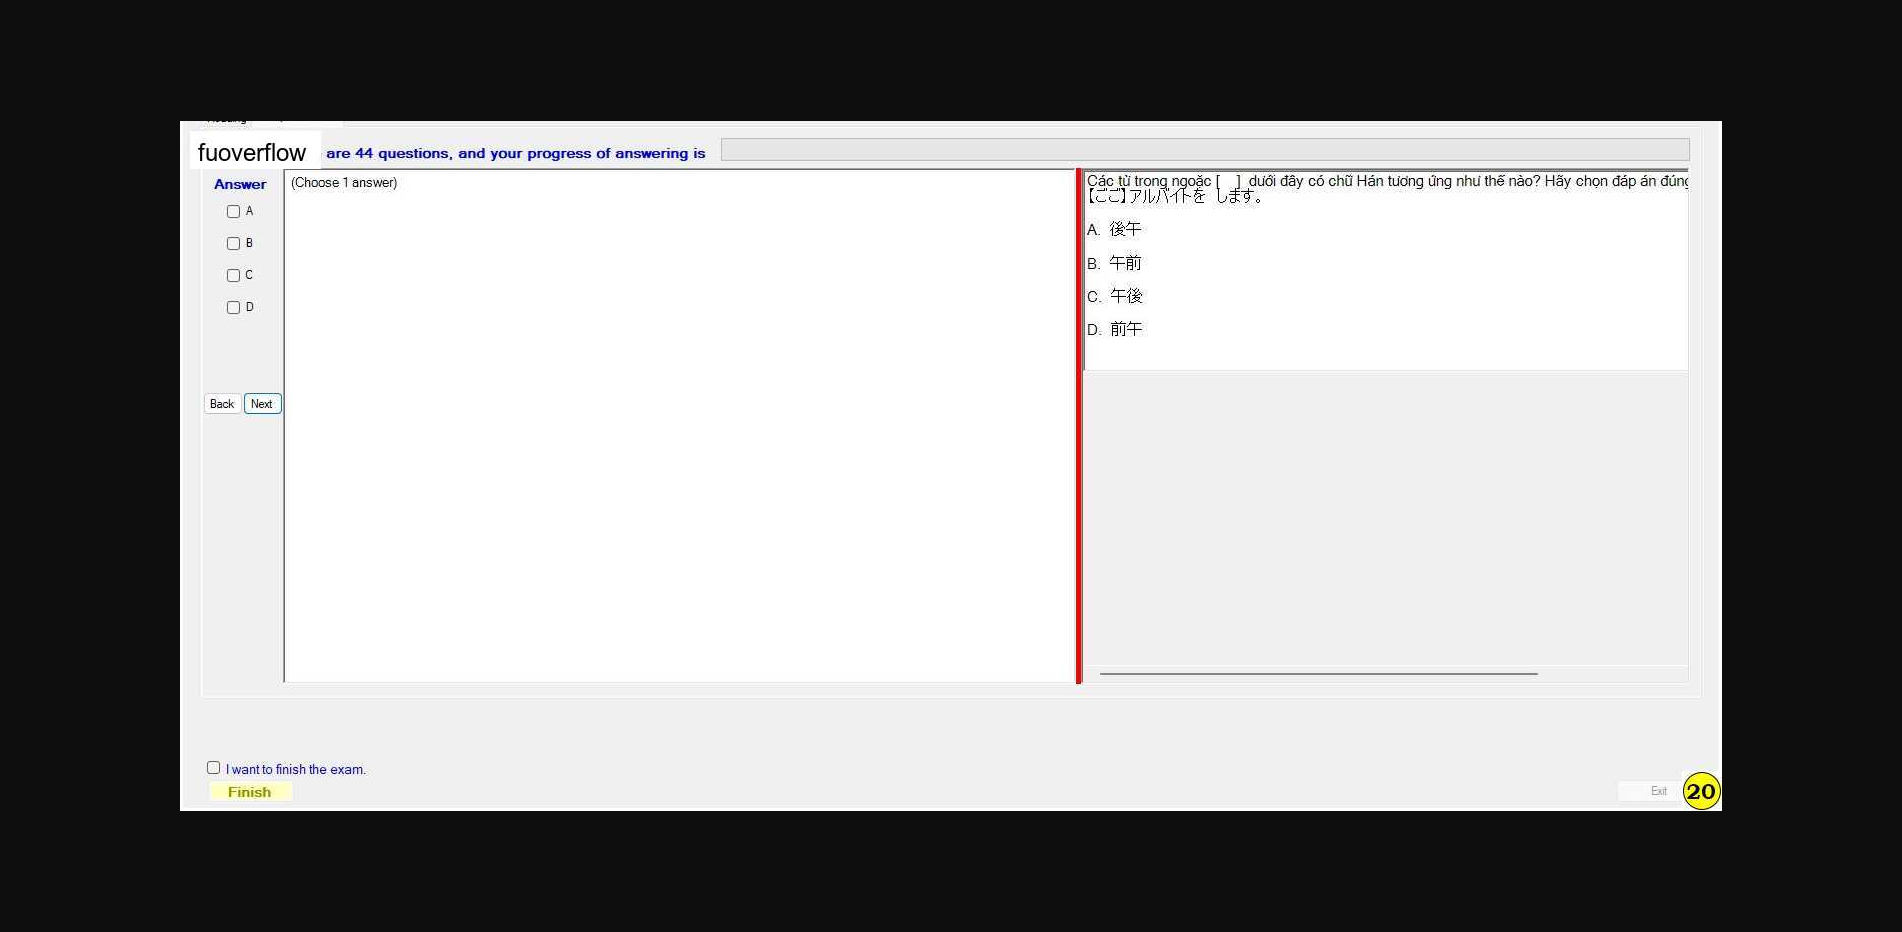 fuoverflow are 44 questions, and your progress of answering is
Answer
(Choose 1 answer)
A
B
C
D
Back Next
Các từ trong ngoặc [ ] dưới đây có chữ Hán tương ứng như thế nào? Hãy chọn đáp án đúng
【ごご】アルバイトを します。
A. 後午
B. 午前
C. 午後
D. 前午
I want to finish the exam.
Finish
Exit
20